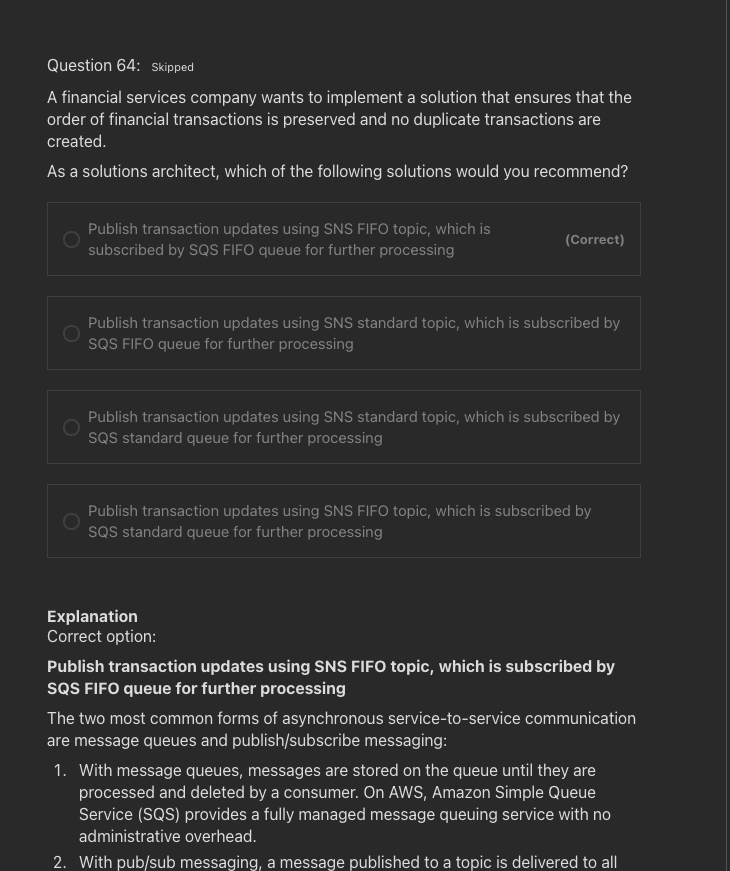 Question 64: Skipped
A financial services company wants to implement a solution that ensures that the
order of financial transactions is preserved and no duplicate transactions are
created.
As a solutions architect, which of the following solutions would you recommend?
Publish transaction updates using SNS FIFO topic, which is
subscribed by SQS FIFO queue for further processing
(Correct)
Publish transaction updates using SNS standard topic, which is subscribed by
SQS FIFO queue for further processing
Publish transaction updates using SNS standard topic, which is subscribed by
SQS standard queue for further processing
Publish transaction updates using SNS FIFO topic, which is subscribed by
SQS standard queue for further processing
Explanation
Correct option:
Publish transaction updates using SNS FIFO topic, which is subscribed by
SQS FIFO queue for further processing
The two most common forms of asynchronous service-to-service communication
are message queues and publish/subscribe messaging:
1. With message queues, messages are stored on the queue until they are
processed and deleted by a consumer. On AWS, Amazon Simple Queue
Service (SQS) provides a fully managed message queuing service with no
administrative overhead.
2. With pub/sub messaging, a message published to a topic is delivered to all